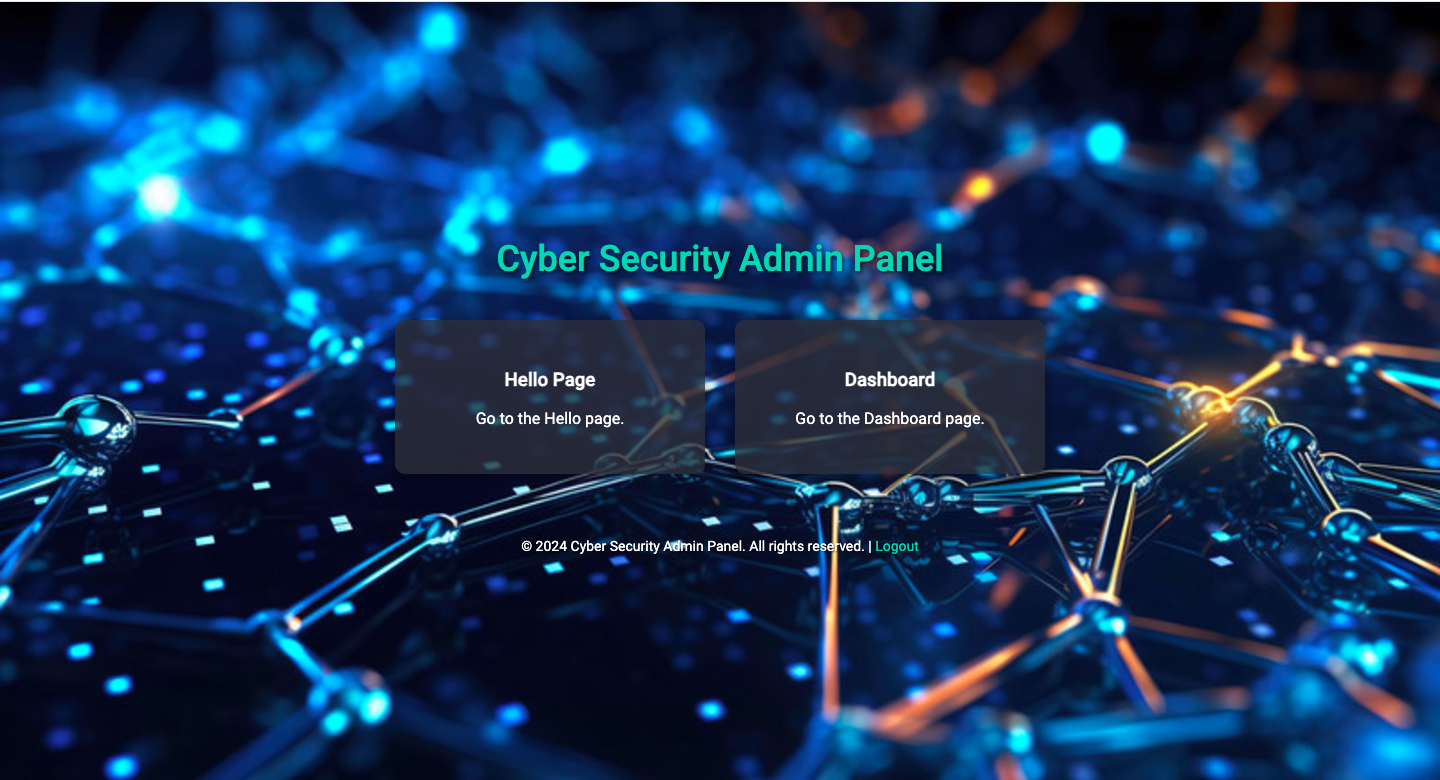 Cyber Security Admin Panel
Hello Page
Go to the Hello page.
Dashboard
Go to the Dashboard page.
© 2024 Cyber Security Admin Panel. All rights reserved. | Logout